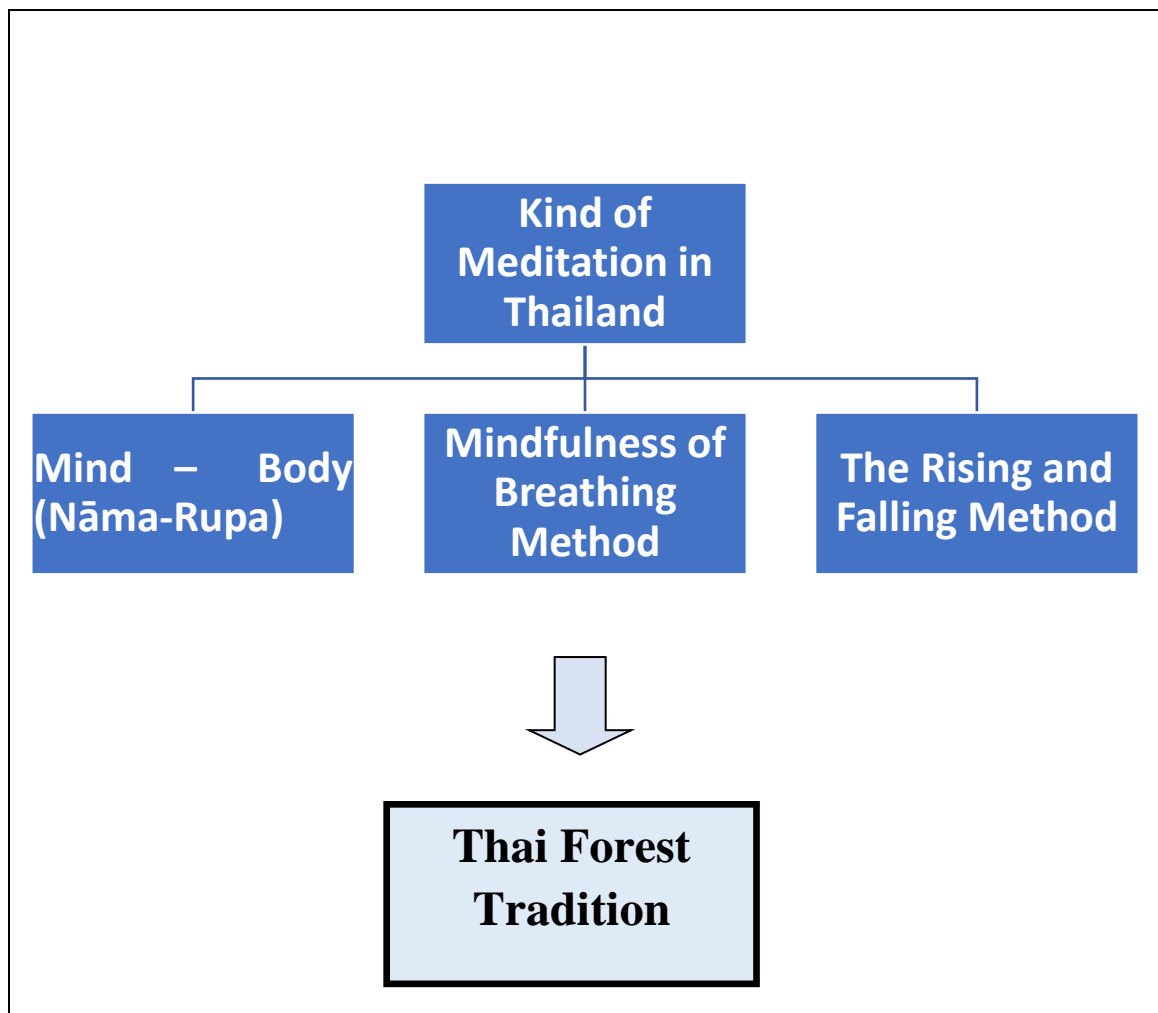 Kind of
Meditation in
Thailand
Mind – Body
(Nāma-Rupa)
Mindfulness of
Breathing
Method
The Rising and
Falling Method
Thai Forest
Tradition